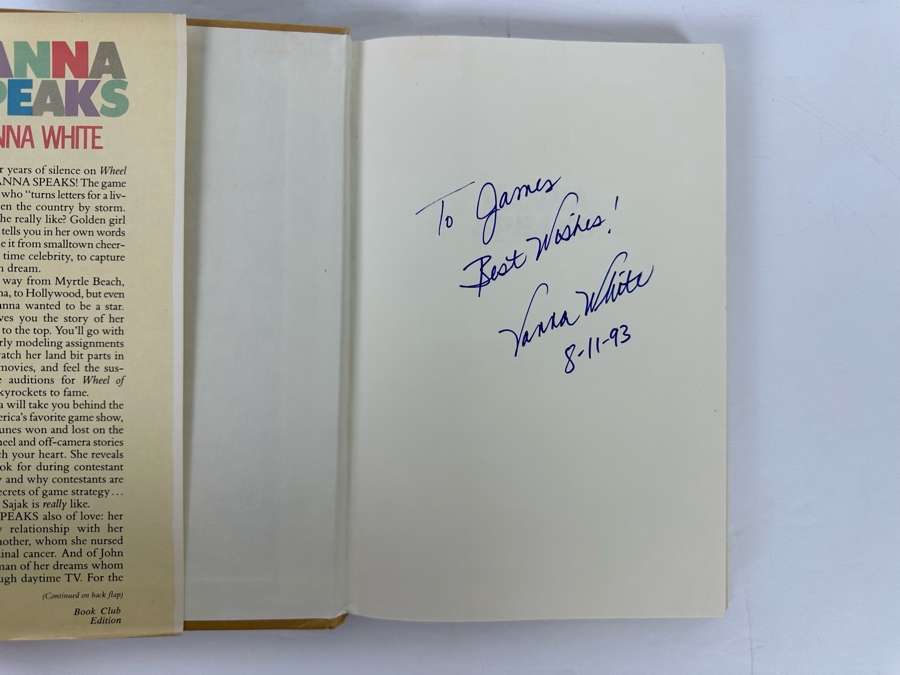 ANNA
PEAKS
NNA WHITE
r years of silence on Wheel
ANNA SPEAKS! The game
who "turns letters for a liv-
en the country by storm.
he really like? Golden girl
tells you in her own words
e it from smalltown cheer-
time celebrity, to capture
n dream.
way from Myrtle Beach,
na, to Hollywood, but even
anna wanted to be a star.
ves you the story of her
to the top. You'll go with
rly modeling assignments
atch her land bit parts in
movies, and feel the sus-
e auditions for Wheel of
kyrockets to fame.
a will take you behind the
erica's favorite game show,
unes won and lost on the
heel and off-camera stories
ch your heart. She reveals
ok for during contestant
y and why contestants are
ecrets of game strategy...
Sajak is really like.
PEAKS also of love: her
y relationship with her
mother, whom she nursed
inal cancer. And of John
man of her dreams whom
ugh daytime TV. For the
(Continued on back flap)
Book Club
Edition
To James
Best Wishes!
Vanna White
8-11-93